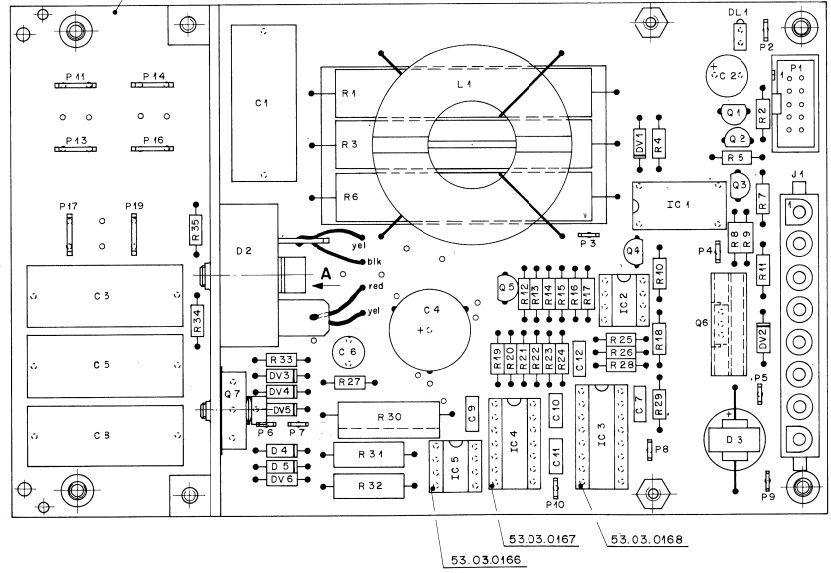 DL1
P2
C2
P1
1
P11
P14
C1
R1
L1
Q1
R2
P13
P16
R3
DV1
R4
Q2
R5
J1
Q3
R6
IC1
R7
1
P17
P19
R35
D2
yel
P3
Q4
P4
R8
R9
blk
A
R10
R11
C3
red
Q5
R12
R13
R14
R15
R16
R17
IC2
R34
yel
C4
+
Q6
C6
R19
R20
R21
R22
R23
R24
C12
R25
R26
R28
R18
DV2
C5
R33
DV3
R27
Q7
DV4
P5
DV5
R30
C9
IC4
C10
IC3
C7
R29
C8
P6
P7
+
D3
D4
R31
IC5
C11
P8
D5
DV6
R32
P10
P9
53.03.0167
53.03.0168
53.03.0166